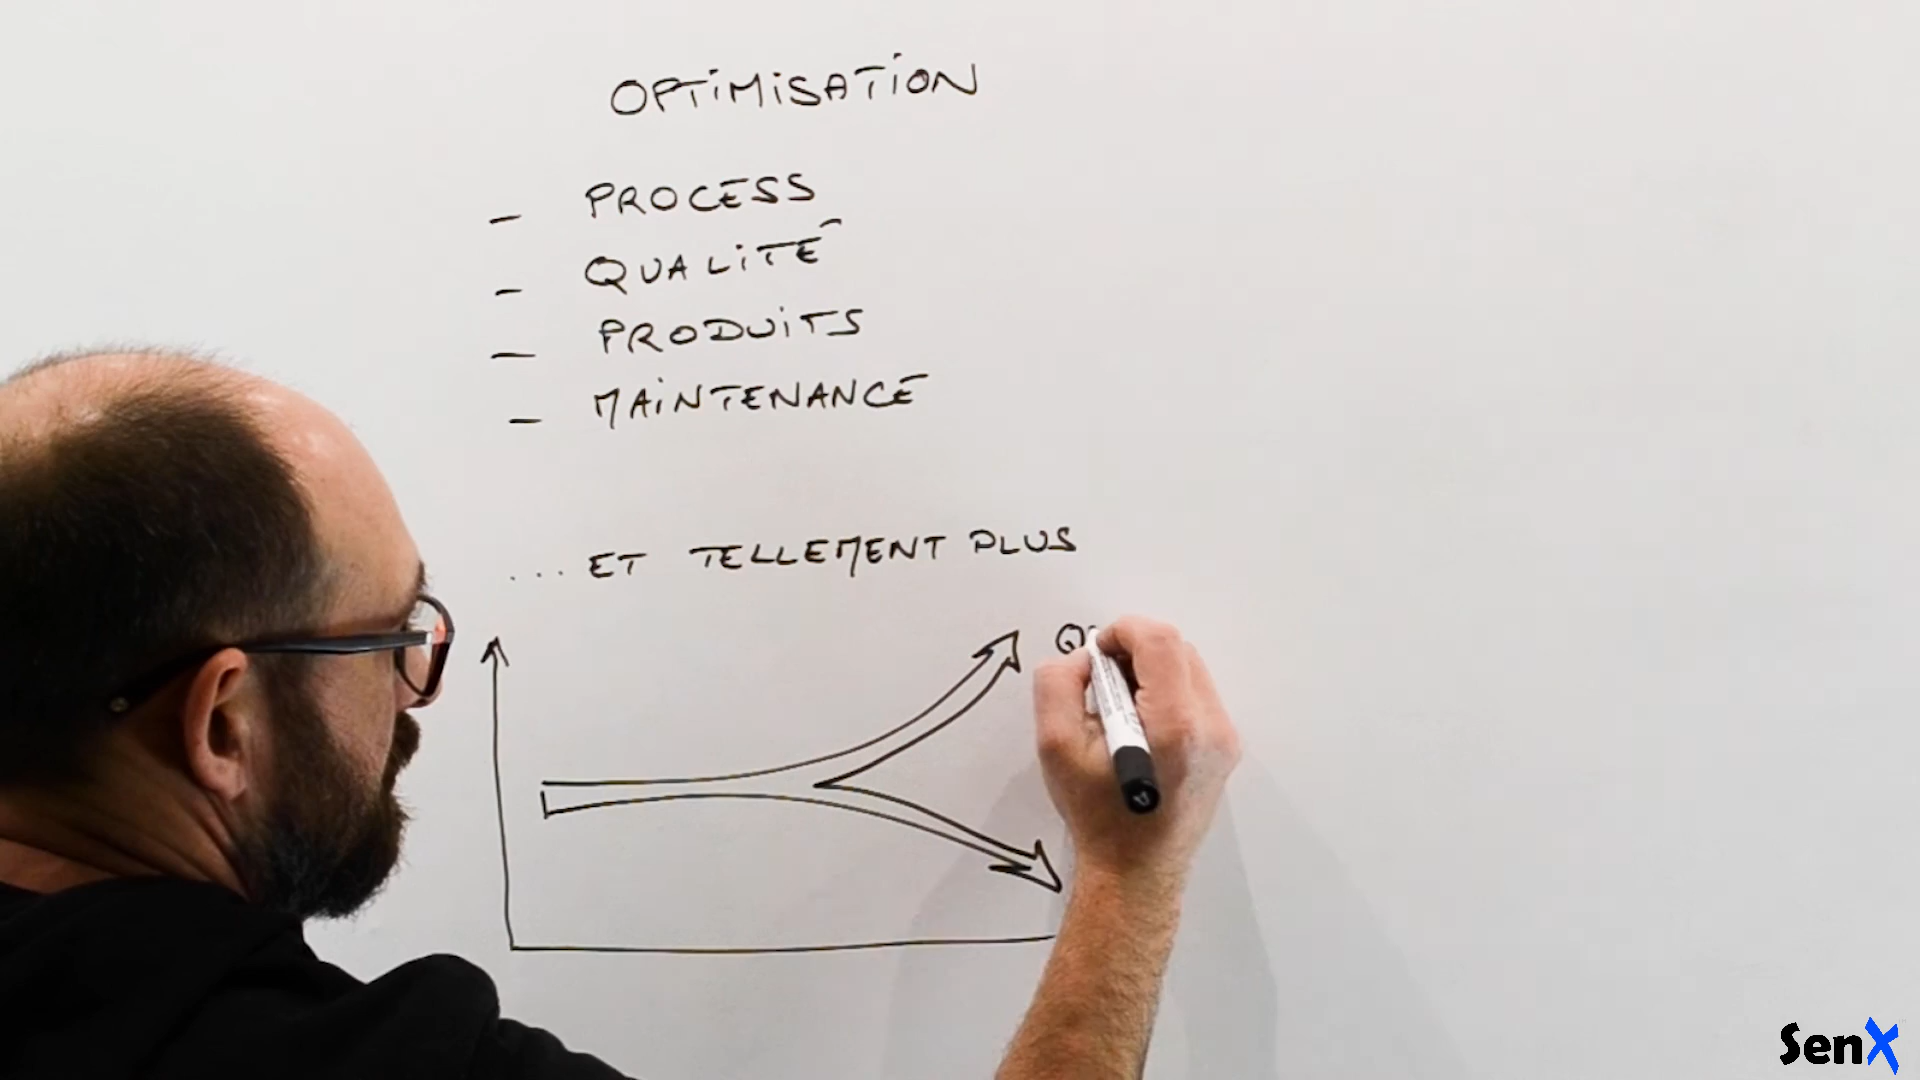 OPTIMISATION
- PROCESS
- QUALITÉ
- PRODUITS
- MAINTENANCE
... ET TELLEMENT PLUS
SenX